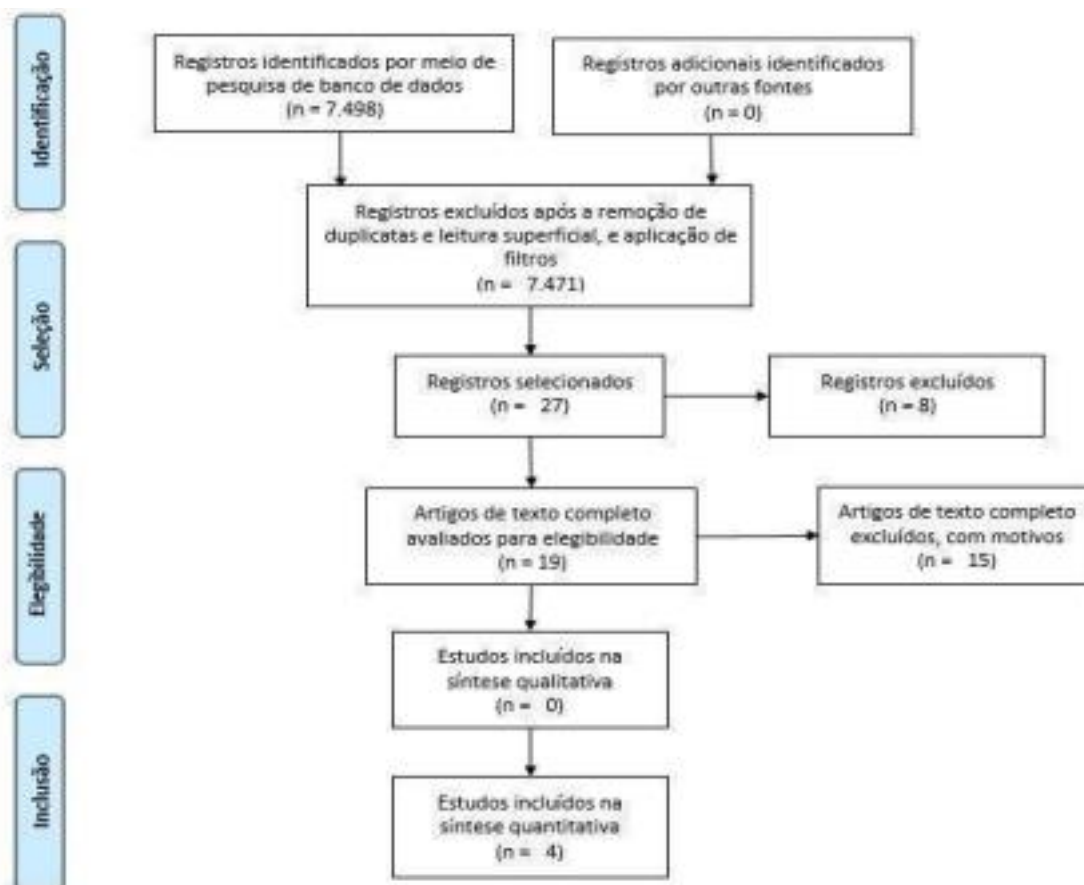 Identificação
Registros identificados por meio de
pesquisa de banco de dados
(n = 7.498)
Registros adicionais identificados
por outras fontes
(n = 0)
Registros excluídos após a remoção de
duplicatas e leitura superficial, e aplicação de
filtros
(n = 7.471)
Seleção
Registros selecionados
(n = 27)
Registros excluídos
(n = 8)
Elegibilidade
Artigos de texto completo
avaliados para elegibilidade
(n = 19)
Artigos de texto completo
excluídos, com motivos
(n = 15)
Estudos incluídos na
síntese qualitativa
(n = 0)
Inclusão
Estudos incluídos na
síntese quantitativa
(n = 4)